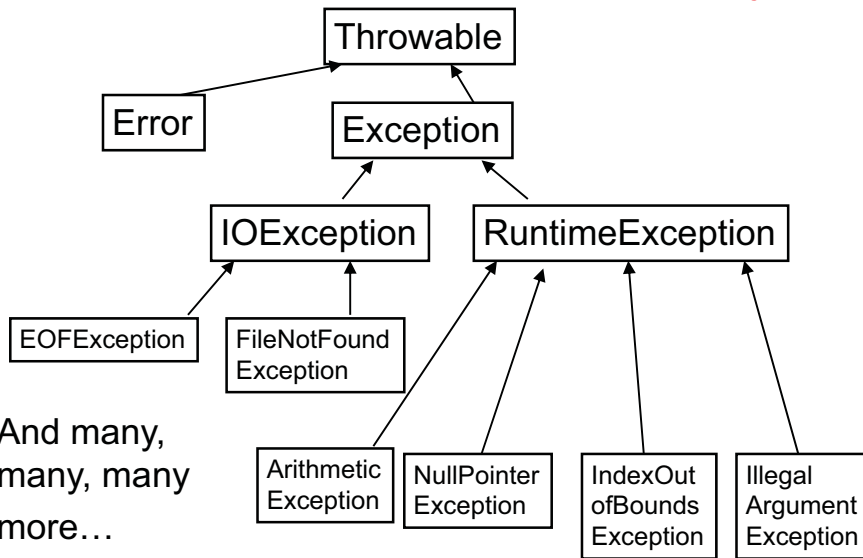 Throwable
Error
Exception
IOException
RuntimeException
EOFException
FileNotFound
Exception
And many,
many, many
more…
Arithmetic
Exception
NullPointer
Exception
IndexOut
ofBounds
Exception
Illegal
Argument
Exception